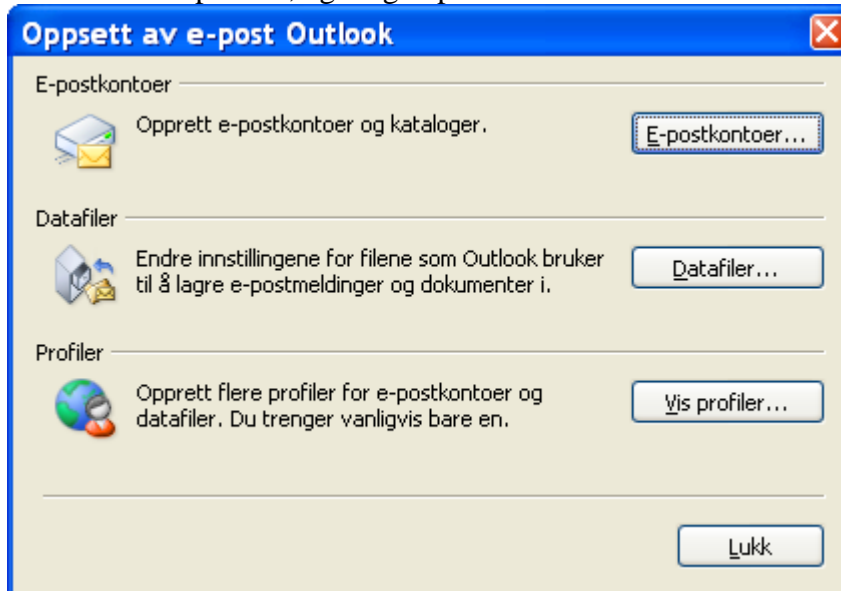 Oppsett av e-post Outlook
E-postkontoer
Opprett e-postkontoer og kataloger.
E-postkontoer...
Datafiler
Endre innstillingene for filene som Outlook bruker
til å lagre e-postmeldinger og dokumenter i.
Datafiler...
Profiler
Opprett flere profiler for e-postkontoer og
datafiler. Du trenger vanligvis bare en.
Vis profiler...
Lukk